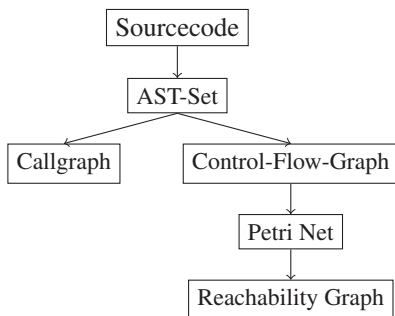 Sourcecode
AST-Set
Callgraph
Control-Flow-Graph
Petri Net
Reachability Graph